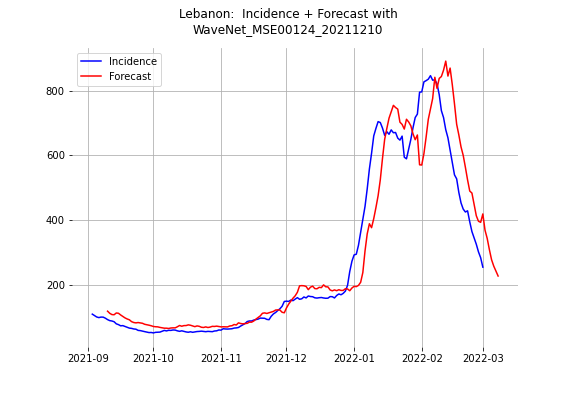 Lebanon:  Incidence + Forecast with
WaveNet_MSE00124_20211210
Incidence
Forecast
800
600
400
200
2021-09 2021-10 2021-11 2021-12 2022-01 2022-02 2022-03